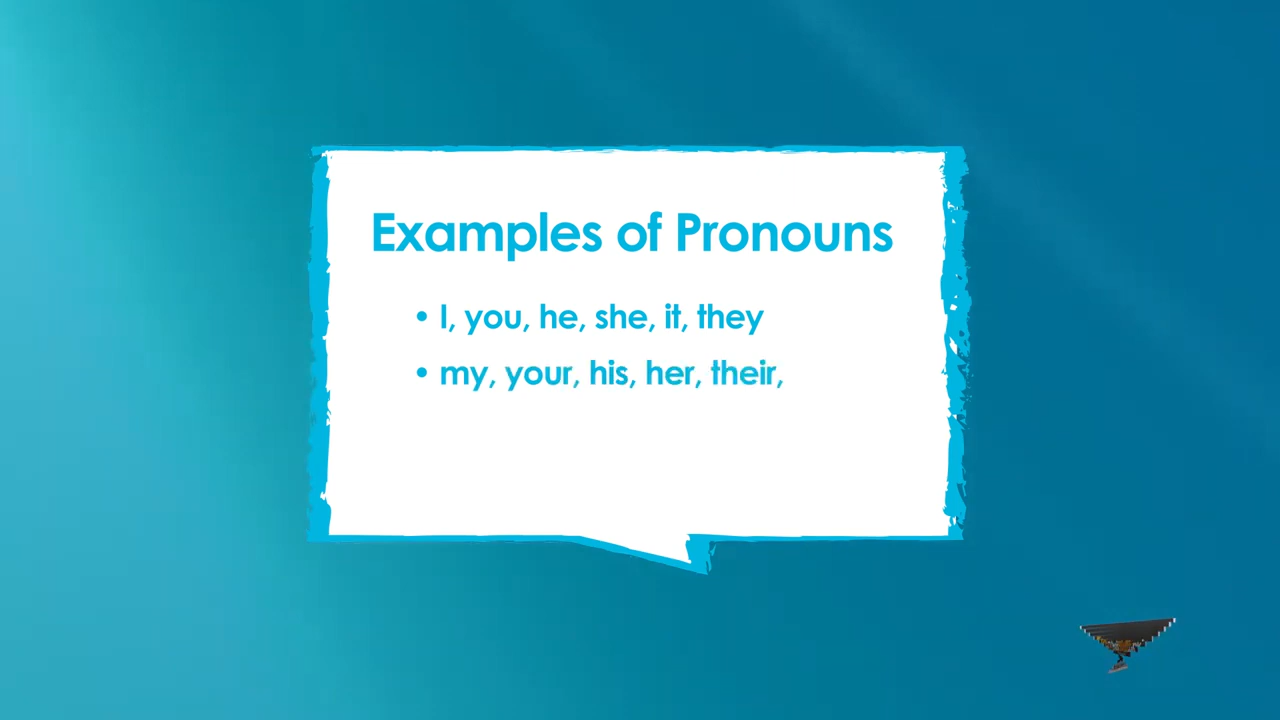 Examples of Pronouns
• I, you, he, she, it, they
• my, your, his, her, their,